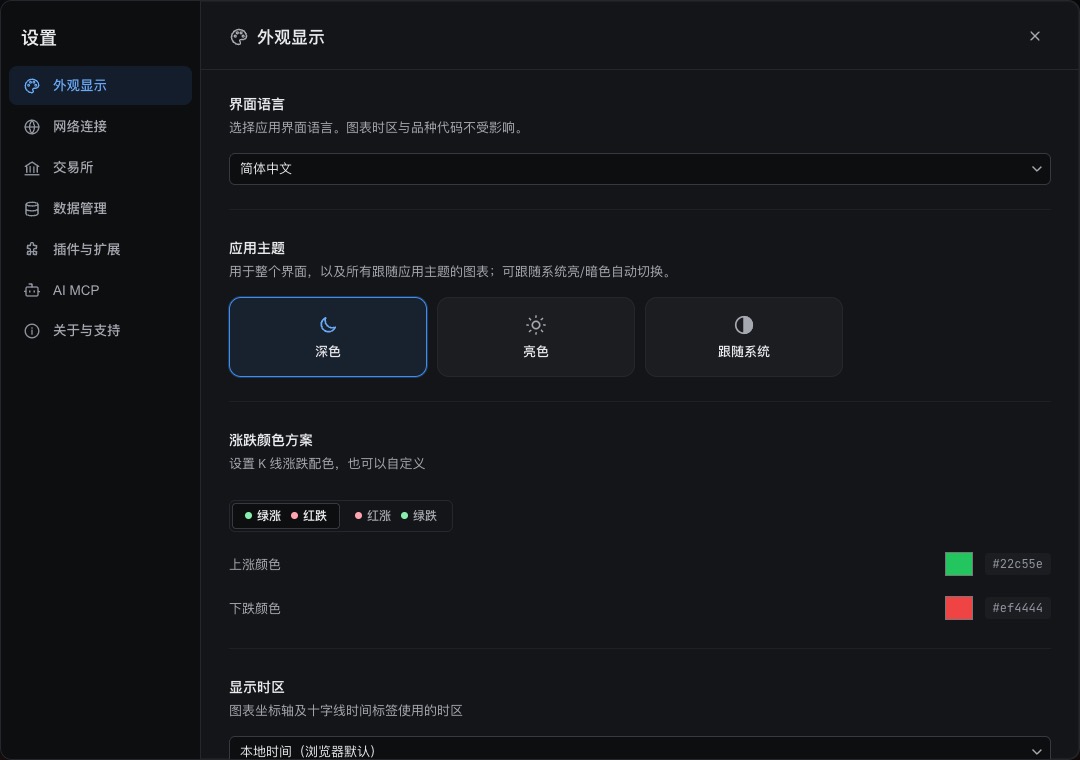 设置
外观显示
网络连接
交易所
数据管理
插件与扩展
AI MCP
关于与支持
外观显示
界面语言
选择应用界面语言。图表时区与品种代码不受影响。
简体中文
应用主题
用于整个界面，以及所有跟随应用主题的图表；可跟随系统亮/暗色自动切换。
深色
亮色
跟随系统
涨跌颜色方案
设置 K 线涨跌配色，也可以自定义
绿涨 红跌 红涨 绿跌
上涨颜色 #22c55e
下跌颜色 #ef4444
显示时区
图表坐标轴及十字线时间标签使用的时区
本地时间（浏览器默认）